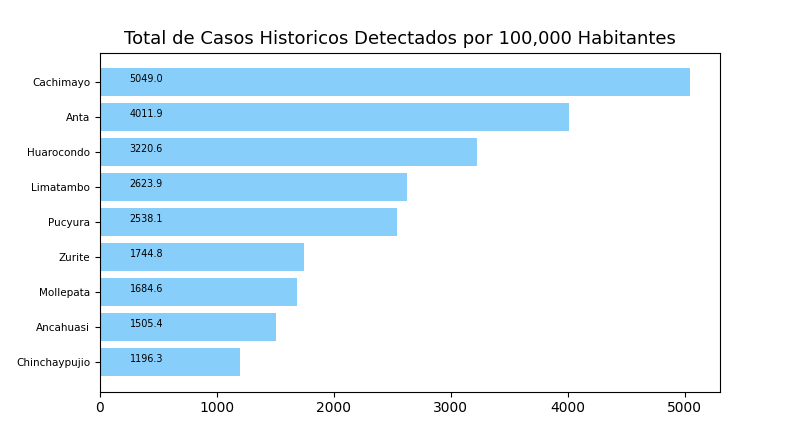 Total de Casos Historicos Detectados por 100,000 Habitantes
Cachimayo 5049.0
Anta 4011.9
Huarocondo 3220.6
Limatambo 2623.9
Pucyura 2538.1
Zurite 1744.8
Mollepata 1684.6
Ancahuasi 1505.4
Chinchaypujio 1196.3
0 1000 2000 3000 4000 5000